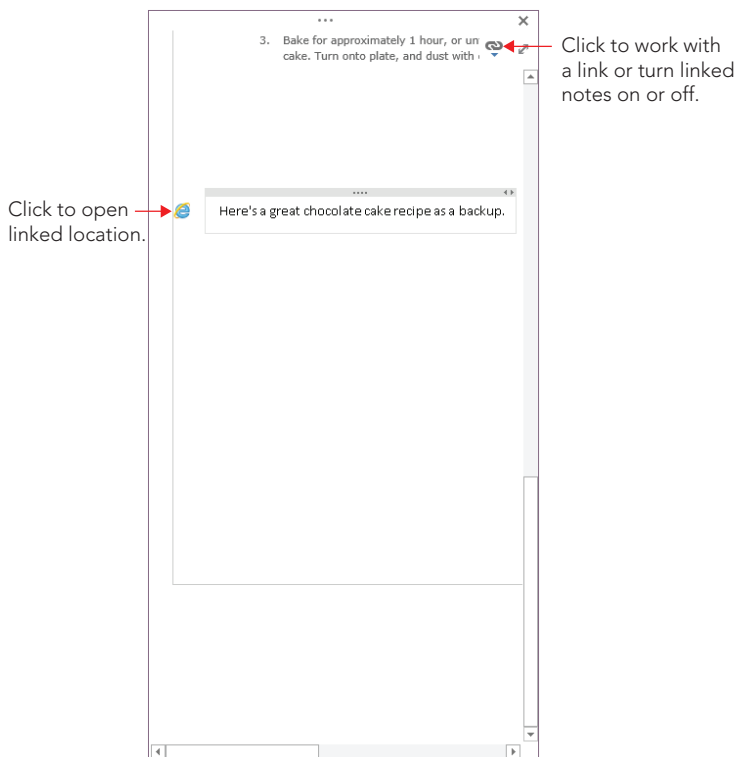 3. Bake for approximately 1 hour, or un
cake. Turn onto plate, and dust with
Click to work with
a link or turn linked
notes on or off.
Here's a great chocolate cake recipe as a backup.
Click to open
linked location.